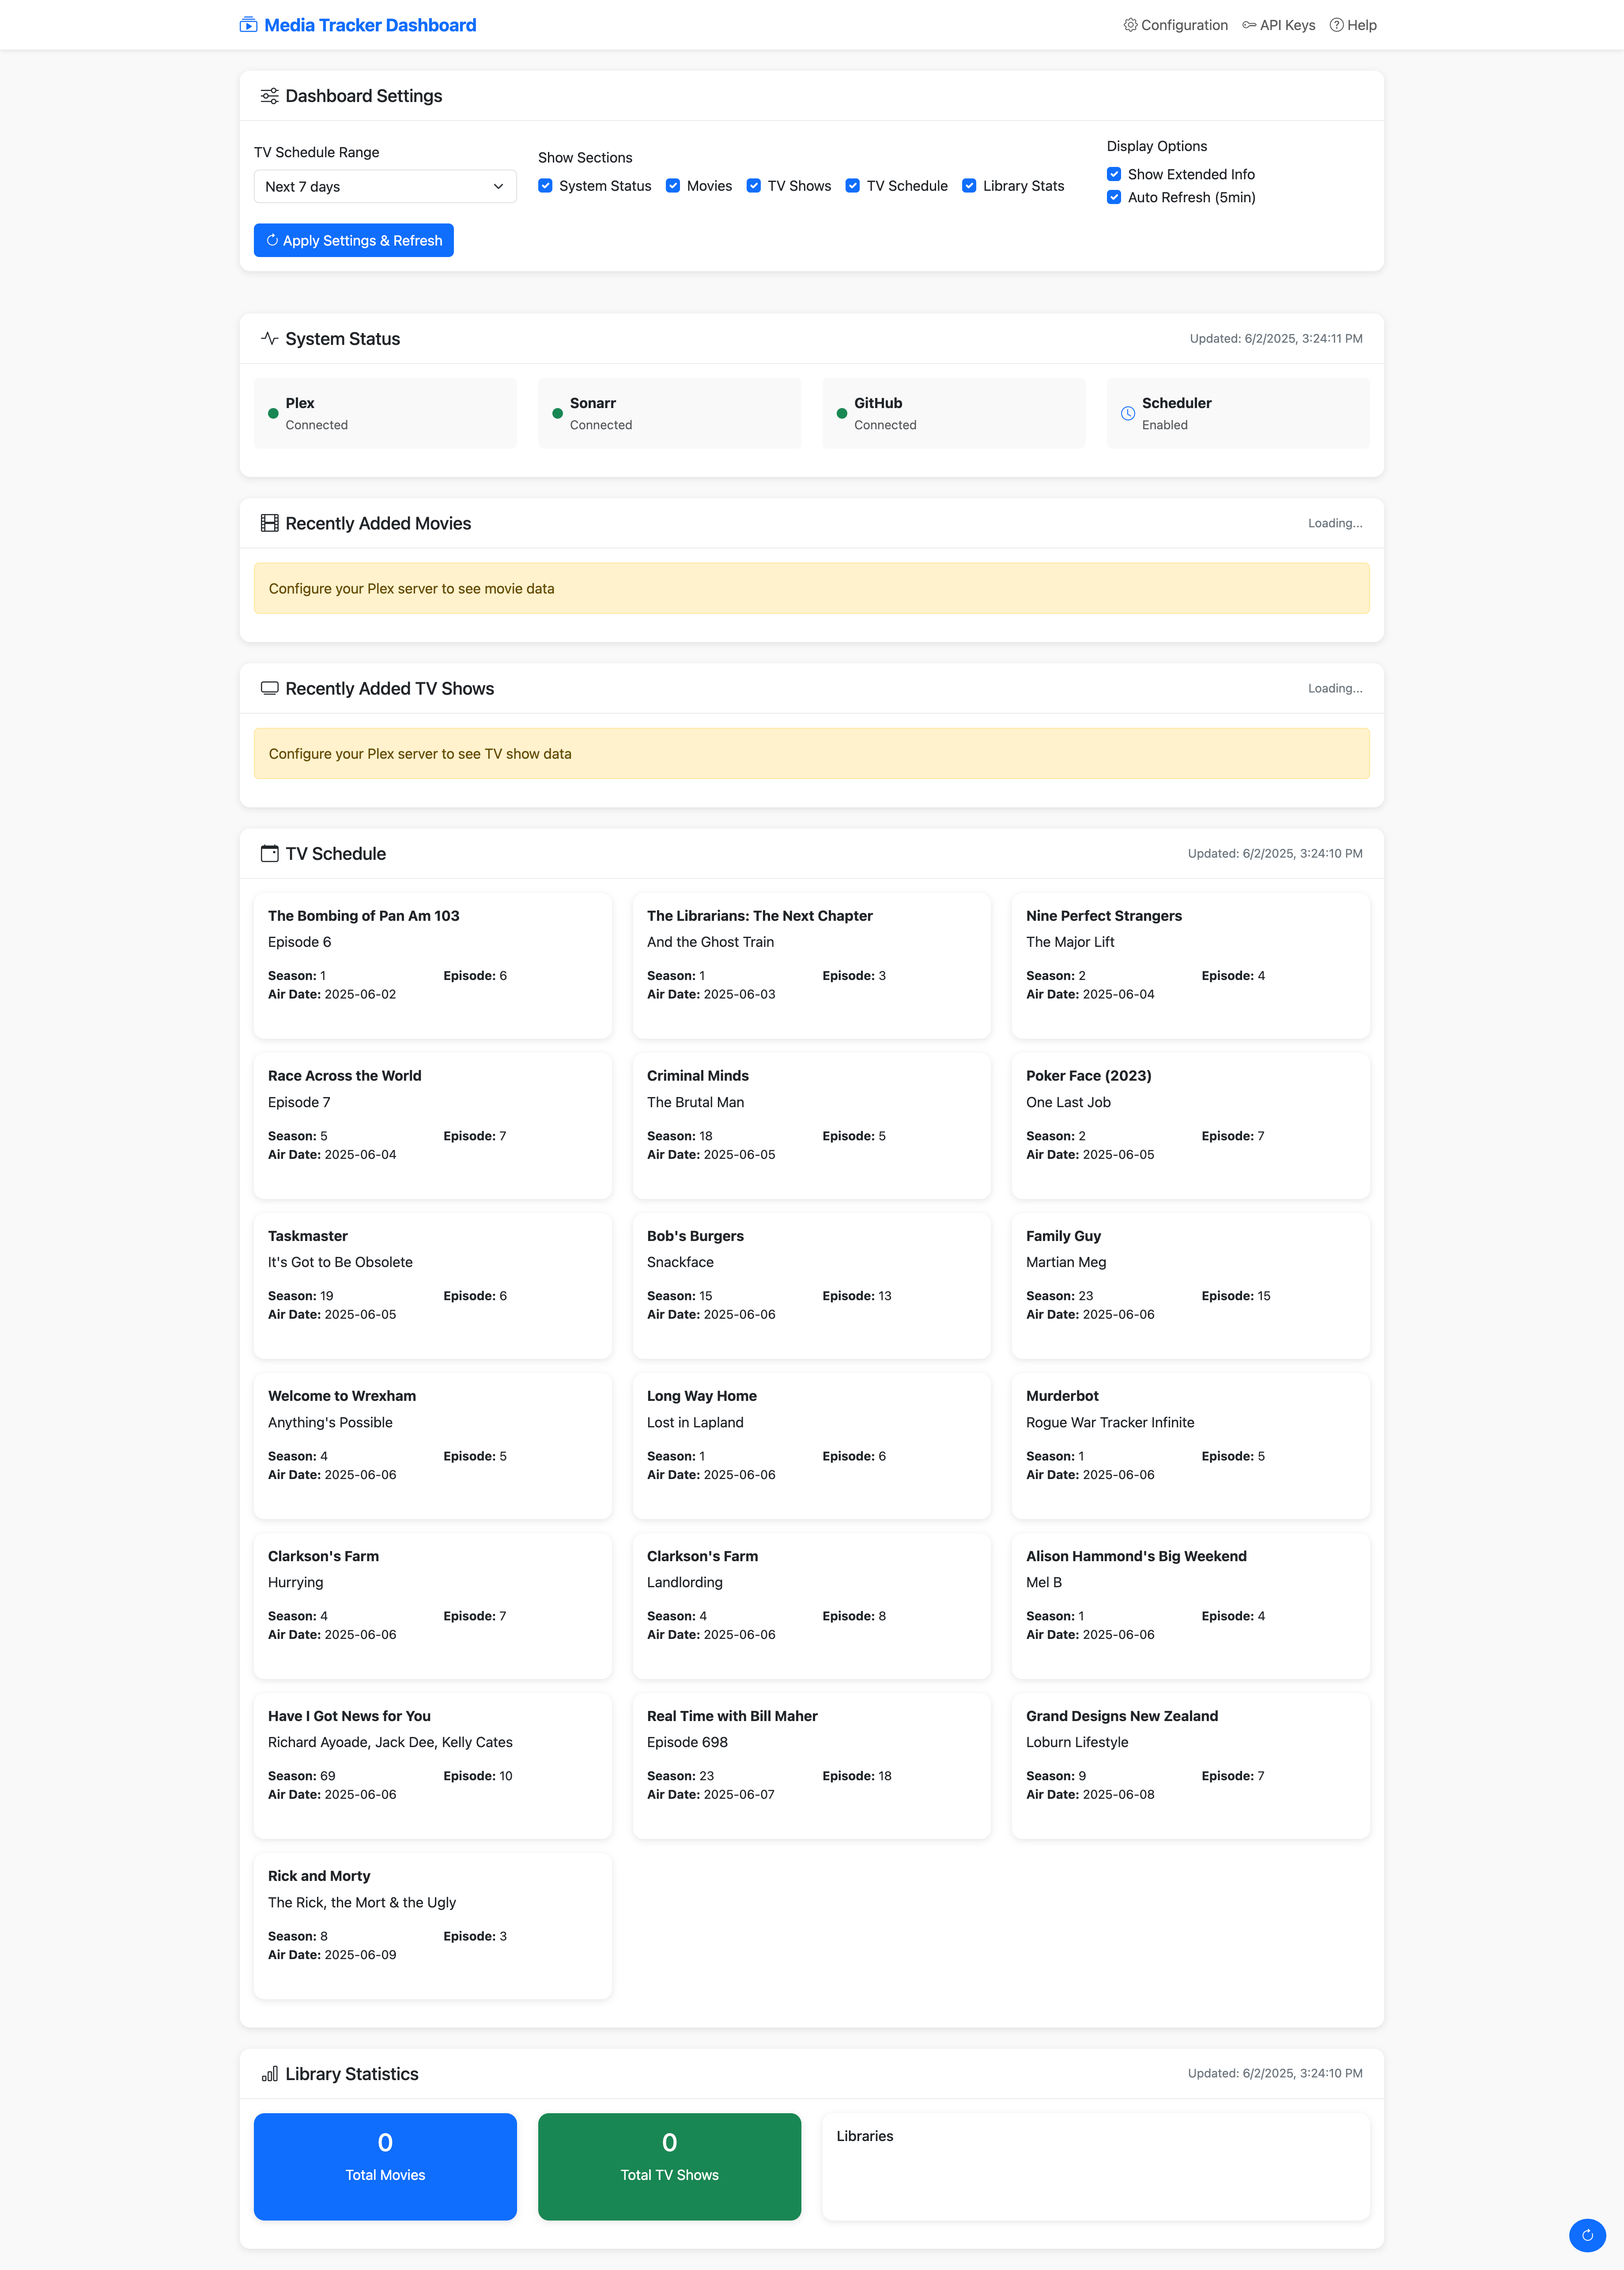 Media Tracker Dashboard
Configuration API Keys Help
Dashboard Settings
TV Schedule Range
Next 7 days
Show Sections
System Status Movies TV Shows TV Schedule Library Stats
Display Options
Show Extended Info
Auto Refresh (5min)
Apply Settings & Refresh
System Status
Updated: 6/2/2025, 3:24:11 PM
Plex
Connected
Sonarr
Connected
GitHub
Connected
Scheduler
Enabled
Recently Added Movies
Loading...
Configure your Plex server to see movie data
Recently Added TV Shows
Loading...
Configure your Plex server to see TV show data
TV Schedule
Updated: 6/2/2025, 3:24:10 PM
The Bombing of Pan Am 103
Episode 6
Season: 1 Episode: 6
Air Date: 2025-06-02
The Librarians: The Next Chapter
And the Ghost Train
Season: 1 Episode: 3
Air Date: 2025-06-03
Nine Perfect Strangers
The Major Lift
Season: 2 Episode: 4
Air Date: 2025-06-04
Race Across the World
Episode 7
Season: 5 Episode: 7
Air Date: 2025-06-04
Criminal Minds
The Brutal Man
Season: 18 Episode: 5
Air Date: 2025-06-05
Poker Face (2023)
One Last Job
Season: 2 Episode: 7
Air Date: 2025-06-05
Taskmaster
It's Got to Be Obsolete
Season: 19 Episode: 6
Air Date: 2025-06-05
Bob's Burgers
Snackface
Season: 15 Episode: 13
Air Date: 2025-06-06
Family Guy
Martian Meg
Season: 23 Episode: 15
Air Date: 2025-06-06
Welcome to Wrexham
Anything's Possible
Season: 4 Episode: 5
Air Date: 2025-06-06
Long Way Home
Lost in Lapland
Season: 1 Episode: 6
Air Date: 2025-06-06
Murderbot
Rogue War Tracker Infinite
Season: 1 Episode: 5
Air Date: 2025-06-06
Clarkson's Farm
Hurrying
Season: 4 Episode: 7
Air Date: 2025-06-06
Clarkson's Farm
Landlording
Season: 4 Episode: 8
Air Date: 2025-06-06
Alison Hammond's Big Weekend
Mel B
Season: 1 Episode: 4
Air Date: 2025-06-06
Have I Got News for You
Richard Ayoade, Jack Dee, Kelly Cates
Season: 69 Episode: 10
Air Date: 2025-06-06
Real Time with Bill Maher
Episode 698
Season: 23 Episode: 18
Air Date: 2025-06-07
Grand Designs New Zealand
Loburn Lifestyle
Season: 9 Episode: 7
Air Date: 2025-06-08
Rick and Morty
The Rick, the Mort & the Ugly
Season: 8 Episode: 3
Air Date: 2025-06-09
Library Statistics
Updated: 6/2/2025, 3:24:10 PM
0
Total Movies
0
Total TV Shows
Libraries